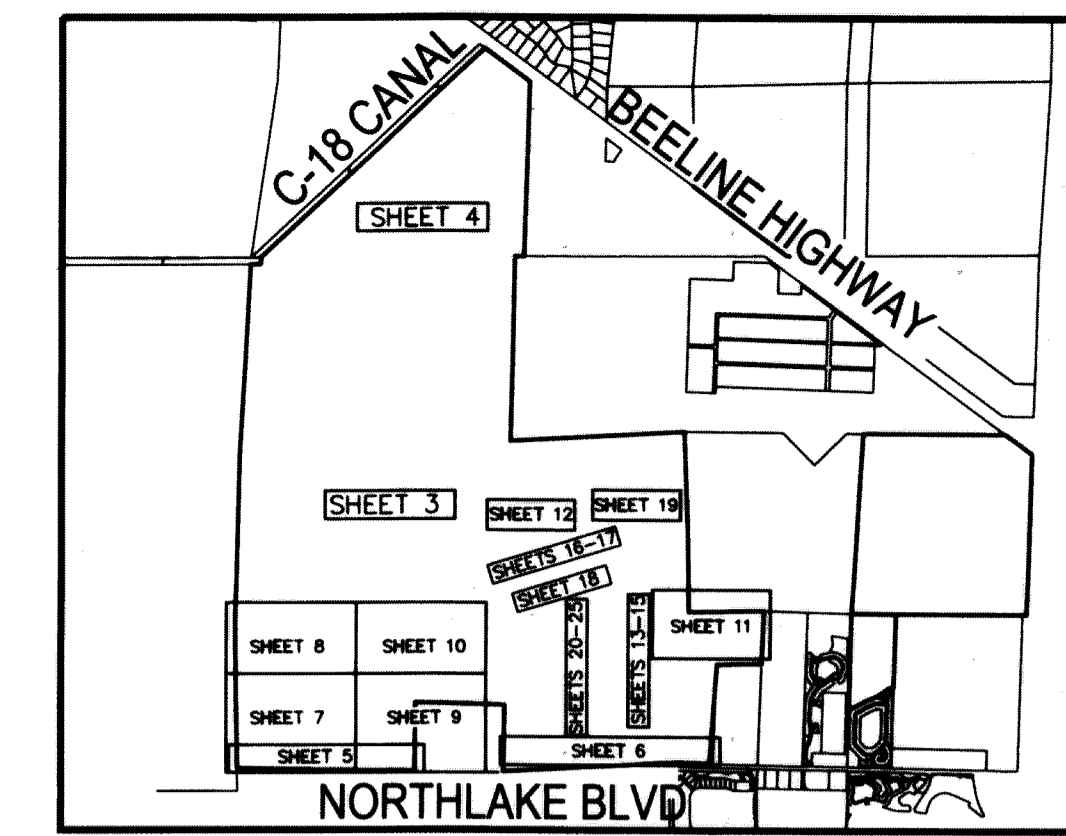 C-18 CANAL
BEELINE HIGHWAY
SHEET 4
SHEET 3
SHEET 12
SHEET 19
SHEETS 16-17
SHEET 18
SHEETS 20-25
SHEETS 13-15
SHEET 11
SHEET 8
SHEET 10
SHEET 7
SHEET 9
SHEET 5
SHEET 6
NORTHLAKE BLVD